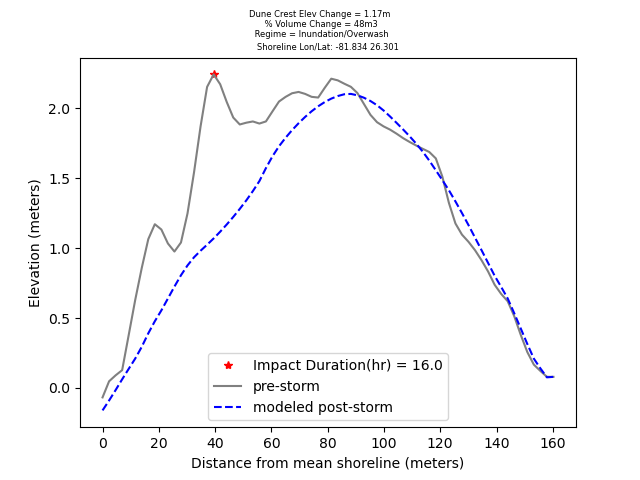 Dune Crest Elev Change = 1.17m
% Volume Change = 48m3
Regime = Inundation/Overwash
Shoreline Lon/Lat: -81.834 26.301
2.0
1.5
1.0
0.5
0.0
Elevation (meters)
Impact Duration(hr) = 16.0
pre-storm
modeled post-storm
0 20 40 60 80 100 120 140 160
Distance from mean shoreline (meters)